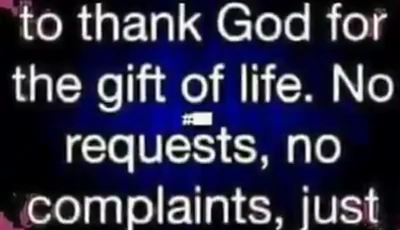 to thank God for
the gift of life. No
#
requests, no
complaints, just